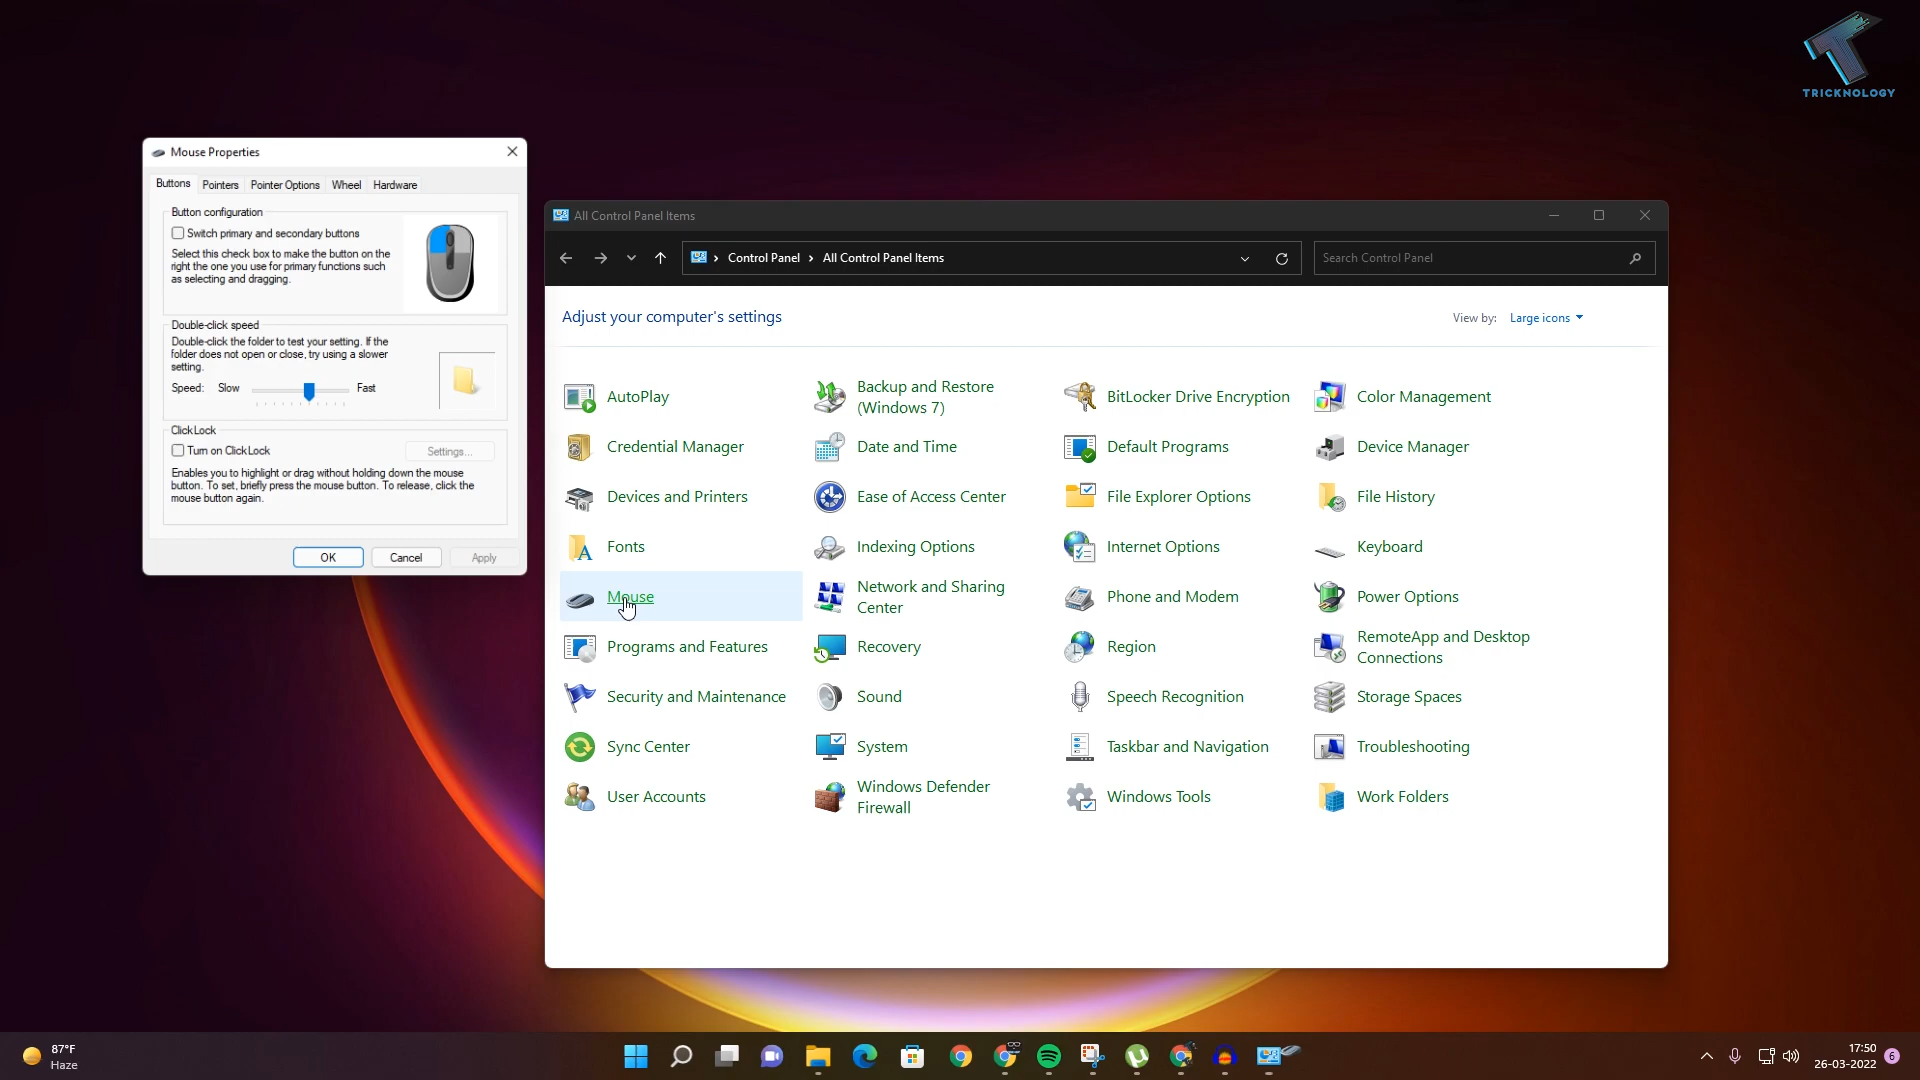 TRICKNOLOGY
Mouse Properties
Buttons Pointers Pointer Options Wheel Hardware
Button configuration
Switch primary and secondary buttons
Select this check box to make the button on the
right the one you use for primary functions such
as selecting and dragging.
Double-click speed
Double-click the folder to test your setting. If the
folder does not open or close, try using a slower
setting.
Speed: Slow Fast
ClickLock
Turn on ClickLock
Settings...
Enables you to highlight or drag without holding down the mouse
button. To set, briefly press the mouse button. To release, click the
mouse button again.
OK Cancel Apply
All Control Panel Items
Control Panel All Control Panel Items
Search Control Panel
Adjust your computer's settings
View by: Large icons
AutoPlay
Backup and Restore
(Windows 7)
BitLocker Drive Encryption
Color Management
Credential Manager
Date and Time
Default Programs
Device Manager
Devices and Printers
Ease of Access Center
File Explorer Options
File History
Fonts
Indexing Options
Internet Options
Keyboard
Mouse
Network and Sharing
Center
Phone and Modem
Power Options
Programs and Features
Recovery
Region
RemoteApp and Desktop
Connections
Security and Maintenance
Sound
Speech Recognition
Storage Spaces
Sync Center
System
Taskbar and Navigation
Troubleshooting
User Accounts
Windows Defender
Firewall
Windows Tools
Work Folders
87°F
Haze
17:50
26-03-2022
6